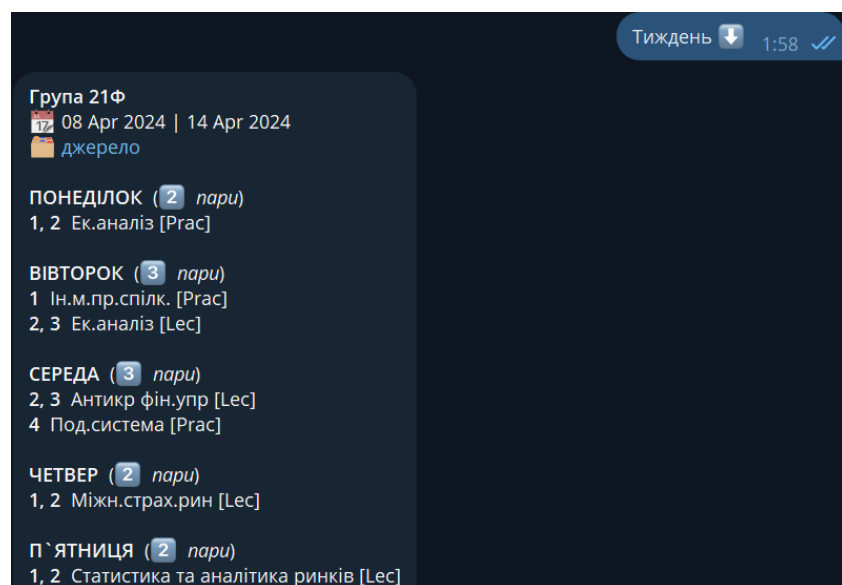 Тиждень ⬇️
1:58
Група 21Ф
📅 08 Apr 2024 | 14 Apr 2024
🗂️ джерело
ПОНЕДІЛОК (2️⃣ пари)
1, 2 Ек.аналіз [Prac]
ВІВТОРОК (3️⃣ пари)
1 Ін.м.пр.спілк. [Prac]
2, 3 Ек.аналіз [Lec]
СЕРЕДА (3️⃣ пари)
2, 3 Антикр фін.упр [Lec]
4 Под.система [Prac]
ЧЕТВЕР (2️⃣ пари)
1, 2 Міжн.страх.рин [Lec]
П`ЯТНИЦЯ (2️⃣ пари)
1, 2 Статистика та аналітика ринків [Lec]